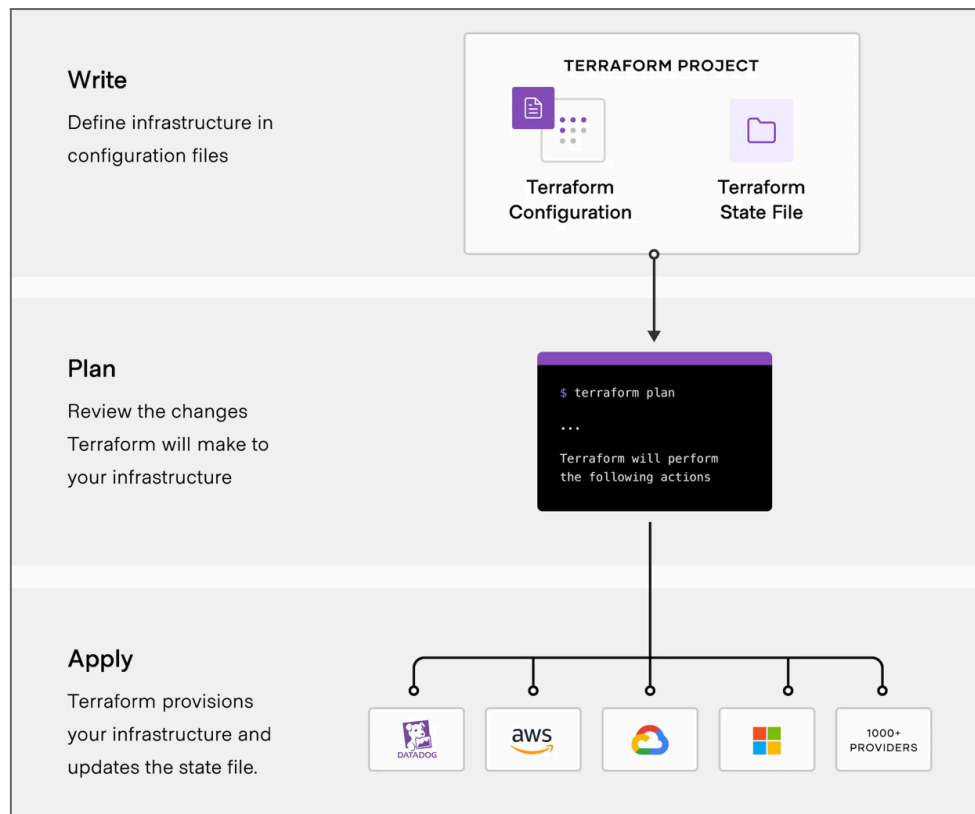 Write
Define infrastructure in
configuration files
TERRAFORM PROJECT
Terraform
Configuration
Terraform
State File
Plan
Review the changes
Terraform will make to
your infrastructure
$ terraform plan
...
Terraform will perform
the following actions
Apply
Terraform provisions
your infrastructure and
updates the state file.
DATADOG
aws
1000+
PROVIDERS